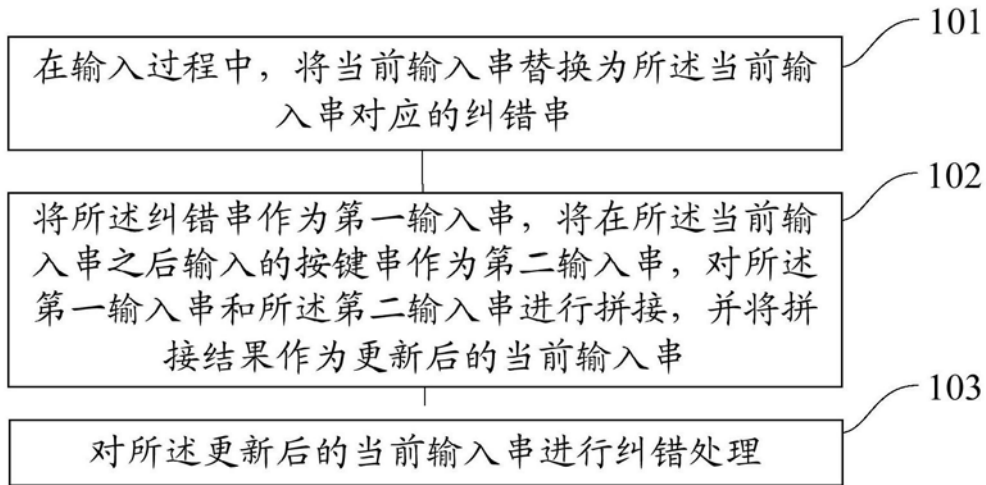 101
在输入过程中，将当前输入串替换为所述当前输
入串对应的纠错串
102
将所述纠错串作为第一输入串，将在所述当前输
入串之后输入的按键串作为第二输入串，对所述
第一输入串和所述第二输入串进行拼接，并将拼
接结果作为更新后的当前输入串
103
对所述更新后的当前输入串进行纠错处理